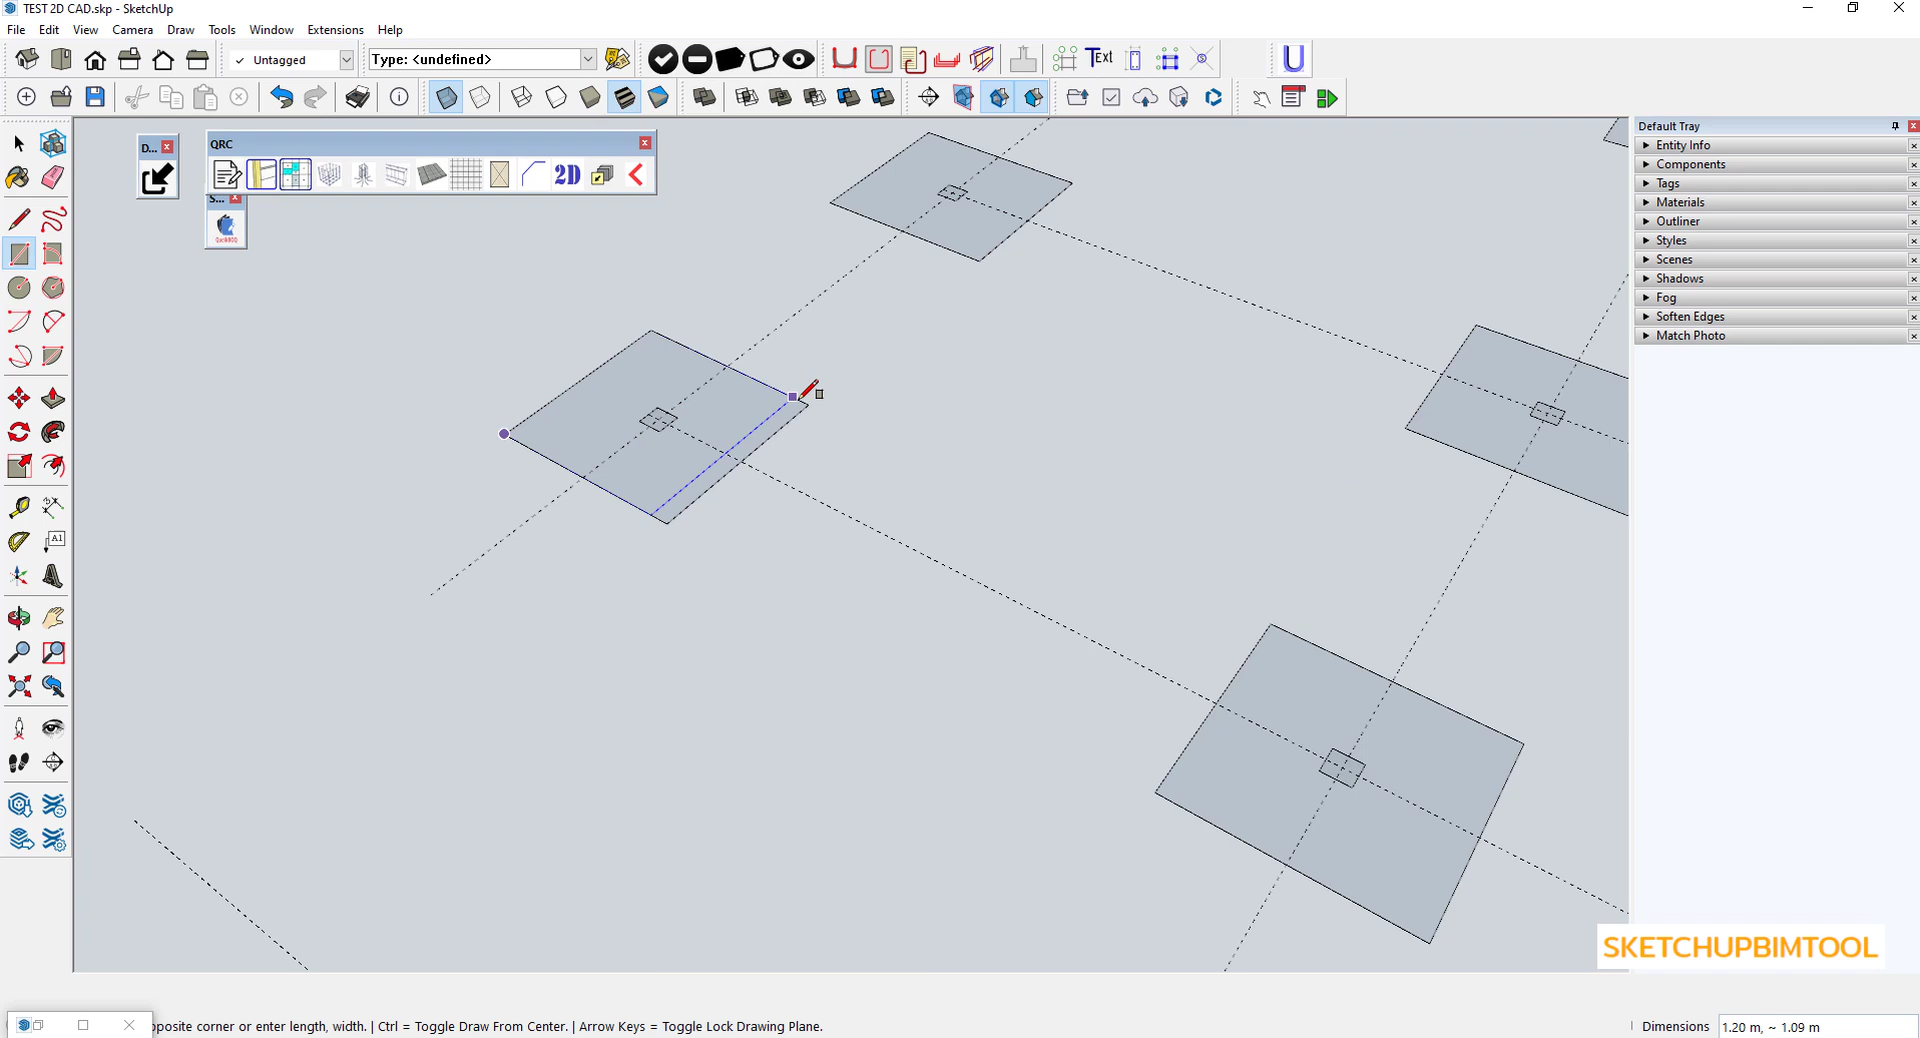 TEST 2D CAD.skp - SketchUp
File Edit View Camera Draw Tools Window Extensions Help
Untagged
Type: <undefined>
TExt
D...
QRC
2D
S...
A1
Default Tray
Entity Info
Components
Tags
Materials
Outliner
Styles
Scenes
Shadows
Fog
Soften Edges
Match Photo
SKETCHUPBIMTOOL
pposite corner or enter length, width. | Ctrl = Toggle Draw From Center. | Arrow Keys = Toggle Lock Drawing Plane.
Dimensions 1.20 m, ~ 1.09 m